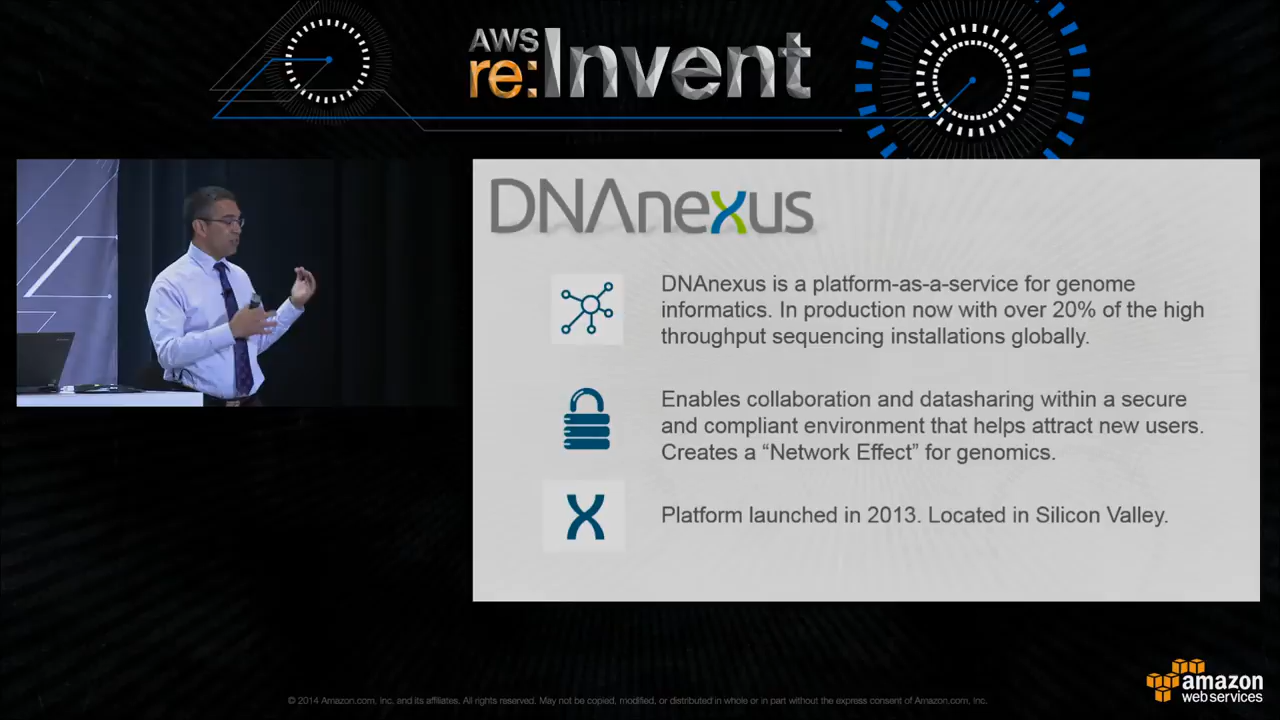 AWS
re:Invent
DNAnexus
DNAnexus is a platform-as-a-service for genome
informatics. In production now with over 20% of the high
throughput sequencing installations globally.
Enables collaboration and datasharing within a secure
and compliant environment that helps attract new users.
Creates a “Network Effect” for genomics.
Platform launched in 2013. Located in Silicon Valley.
© 2014 Amazon.com, Inc. and its affiliates. All rights reserved. May not be copied, modified, or distributed in whole or in part without the express consent of Amazon.com, Inc.
amazon
web services